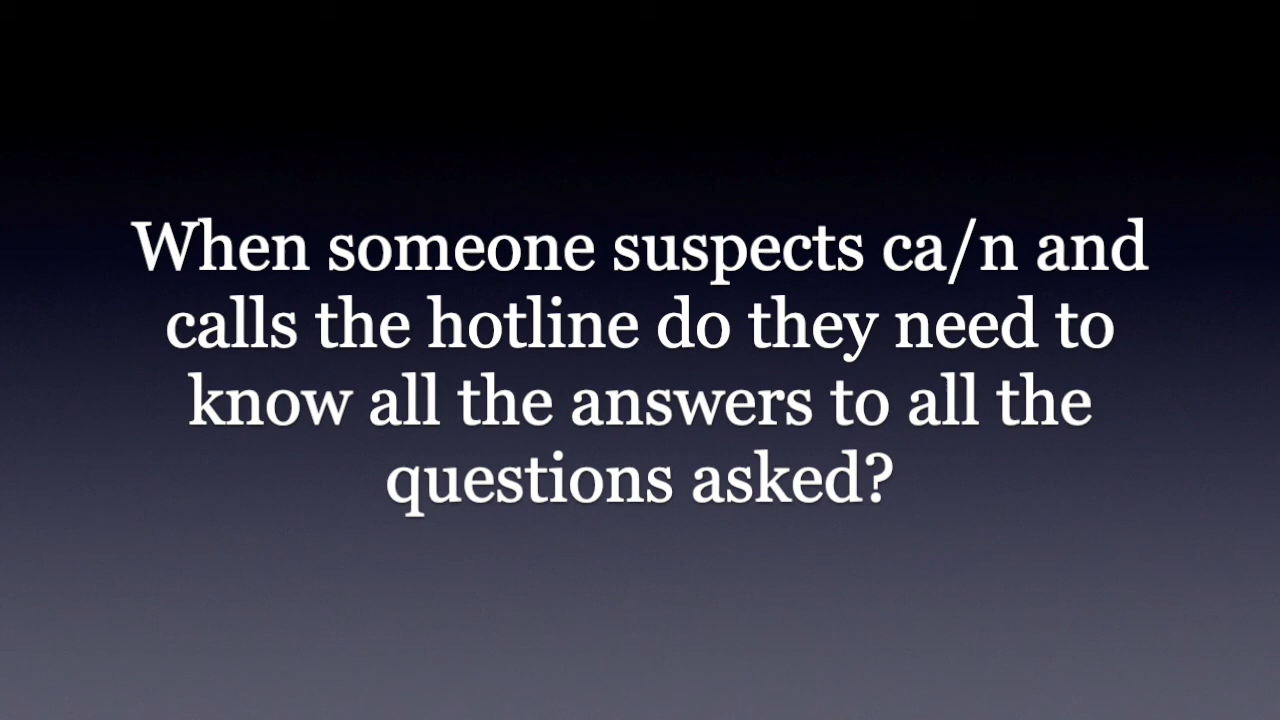 When someone suspects ca/n and
calls the hotline do they need to
know all the answers to all the
questions asked?